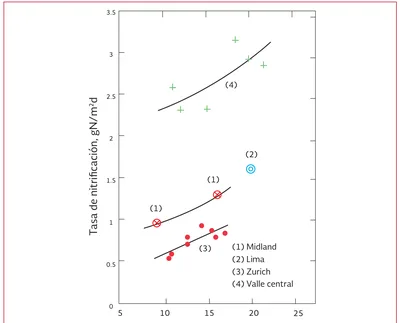 3.5
3
2.5
2
1.5
1
0.5
0
Tasa de nitrificación, gN/m²d
(4)
(2)
(1)
(1)
(3)
(1) Midland
(2) Lima
(3) Zurich
(4) Valle central
5 10 15 20 25